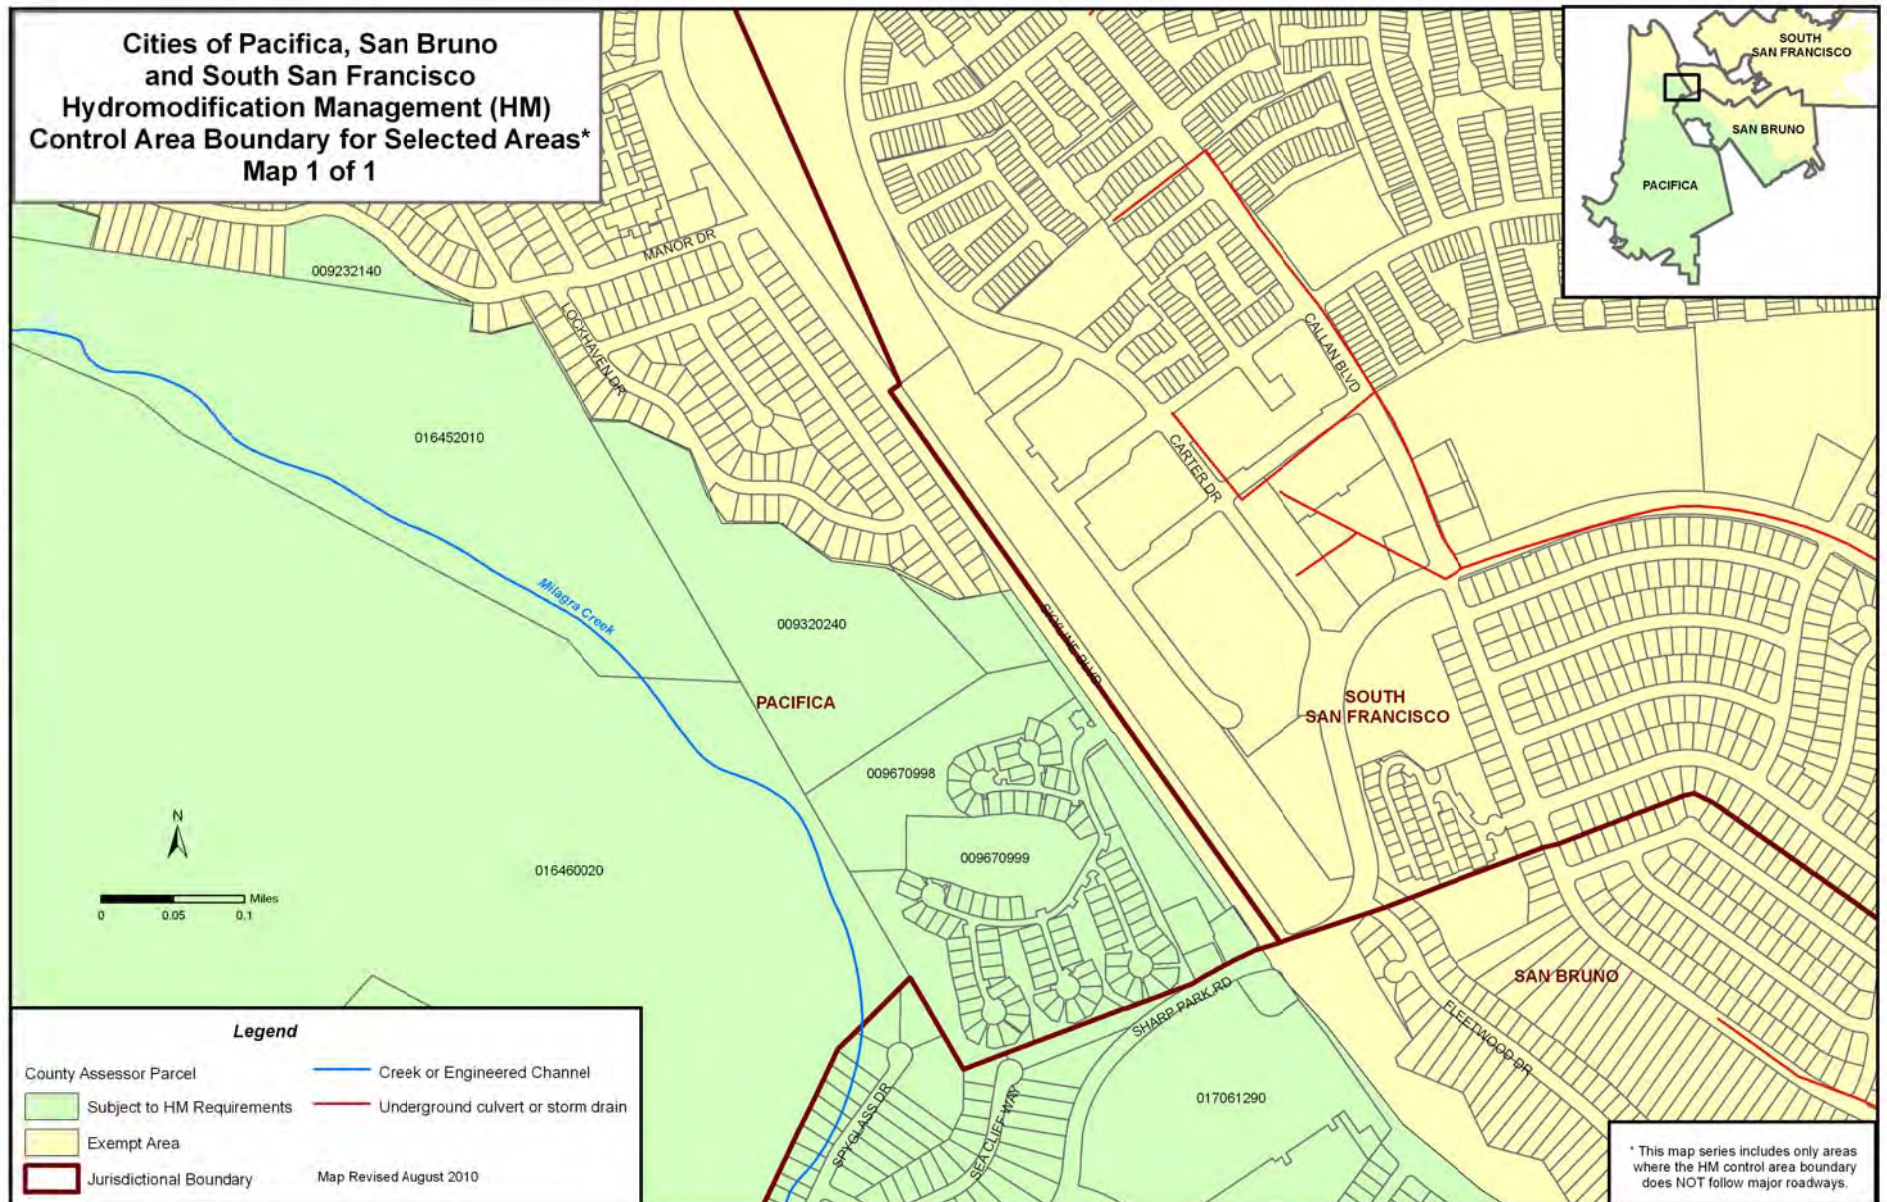 Cities of Pacifica, San Bruno
and South San Francisco
Hydromodification Management (HM)
Control Area Boundary for Selected Areas*
Map 1 of 1
SOUTH
SAN FRANCISCO
SAN BRUNO
PACIFICA
MANOR DR
009232140
LOCKHAVEN DR
CALLAN BLVD
016452010
CARTER DR
Milagra Creek
009320240
SKYLINE BLVD
PACIFICA
SOUTH
SAN FRANCISCO
009670998
N
009670999
016460020
Miles
0 0.05 0.1
SAN BRUNO
SHARP PARK RD
FLEETWOOD DR
017061290
SPYGLASS DR
SEA CLIFF WAY
Legend
County Assessor Parcel
Creek or Engineered Channel
Subject to HM Requirements
Underground culvert or storm drain
Exempt Area
Jurisdictional Boundary
Map Revised August 2010
* This map series includes only areas
where the HM control area boundary
does NOT follow major roadways.